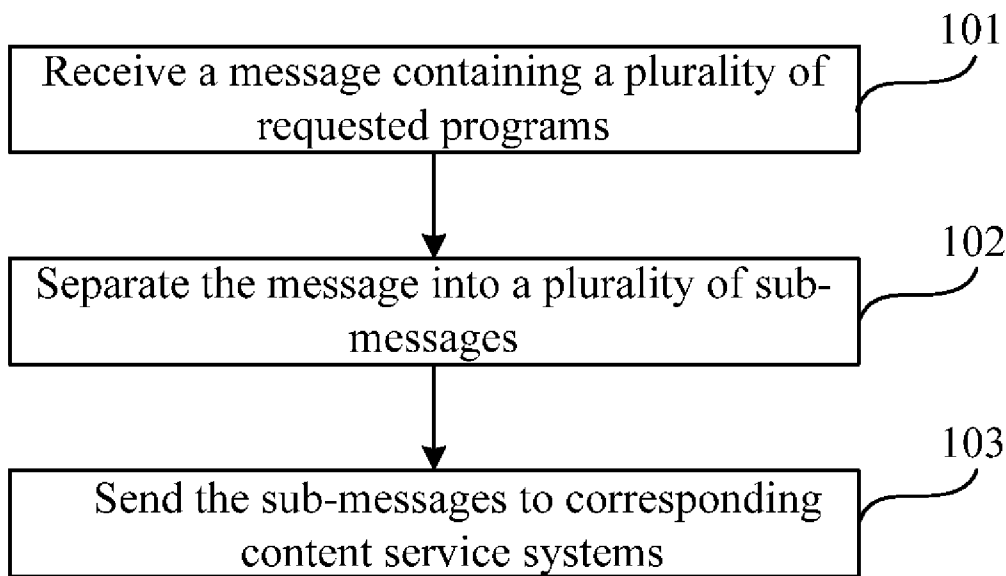 101
Receive a message containing a plurality of
requested programs
102
Separate the message into a plurality of sub-
messages
103
Send the sub-messages to corresponding
content service systems